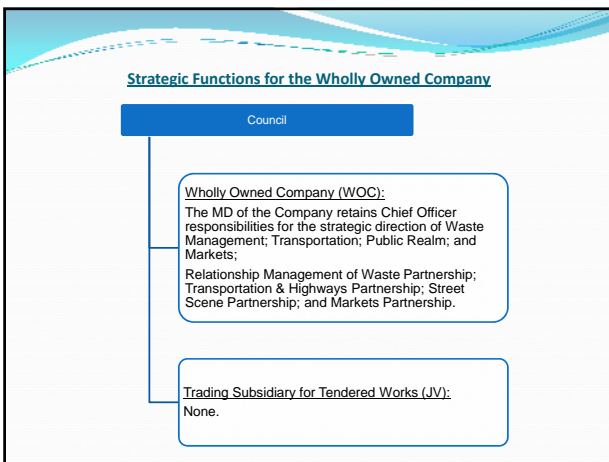 Strategic Functions for the Wholly Owned Company
Council
Wholly Owned Company (WOC):
The MD of the Company retains Chief Officer
responsibilities for the strategic direction of Waste
Management; Transportation; Public Realm; and
Markets;
Relationship Management of Waste Partnership;
Transportation & Highways Partnership; Street
Scene Partnership; and Markets Partnership.
Trading Subsidiary for Tendered Works (JV):
None.